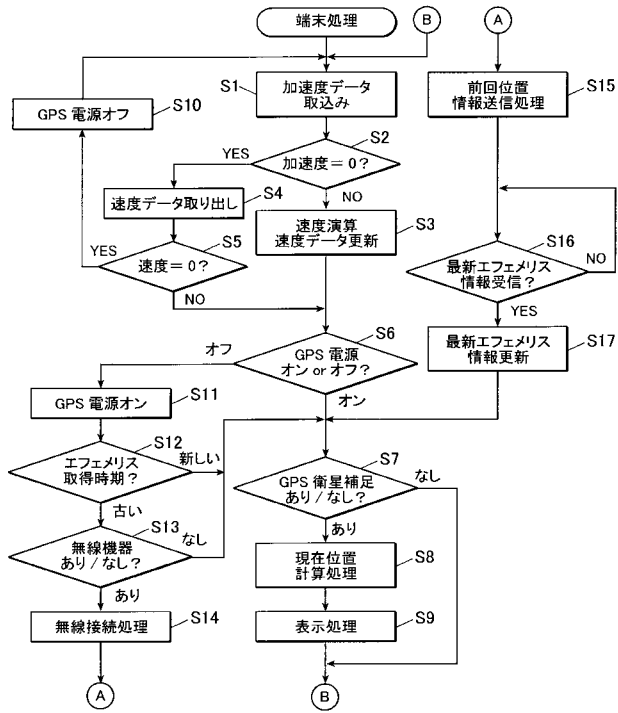 端末処理
B
A
S1
加速度データ
取込み
S15
前回位置
情報送信処理
S10
GPS 電源オフ
S2
加速度＝0？
YES
NO
S4
速度データ取り出し
S3
速度演算
速度データ更新
S5
速度＝0？
YES
NO
S16
最新エフェメリス
情報受信？
NO
YES
S6
GPS 電源
オン or オフ？
オフ
オン
S17
最新エフェメリス
情報更新
S11
GPS 電源オン
S12
エフェメリス
取得時期？
新しい
古い
S7
GPS 衛星補足
あり / なし？
なし
あり
S13
無線機器
あり / なし？
なし
あり
S8
現在位置
計算処理
S14
無線接続処理
S9
表示処理
A
B